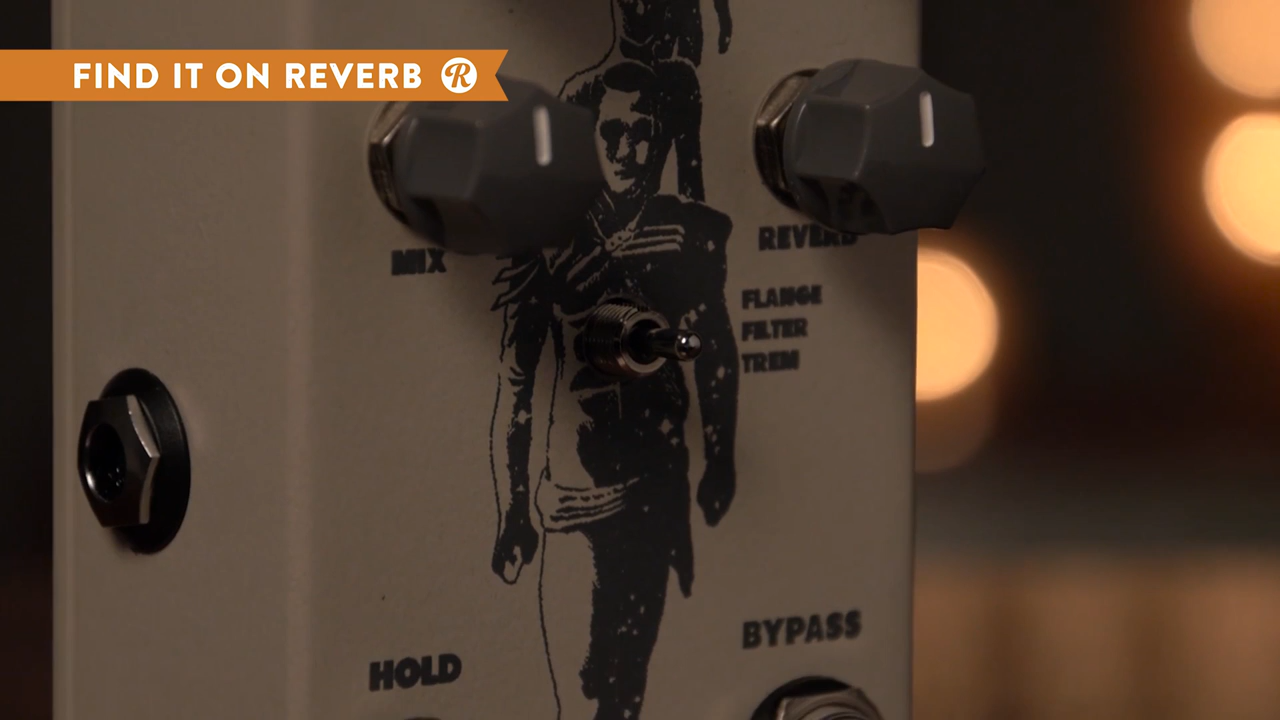 FIND IT ON REVERB R
MIX
REVERB
FLANGE
FILTER
TREM
HOLD
BYPASS